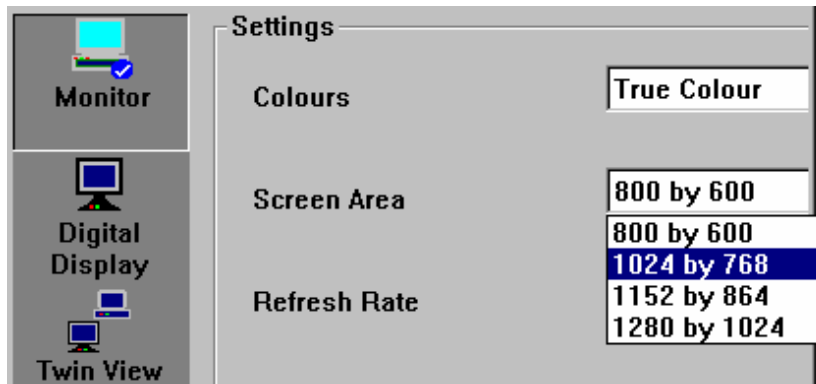 Monitor
Digital
Display
Twin View
Settings
Colours
True Colour
Screen Area
800 by 600
800 by 600
1024 by 768
1152 by 864
1280 by 1024
Refresh Rate